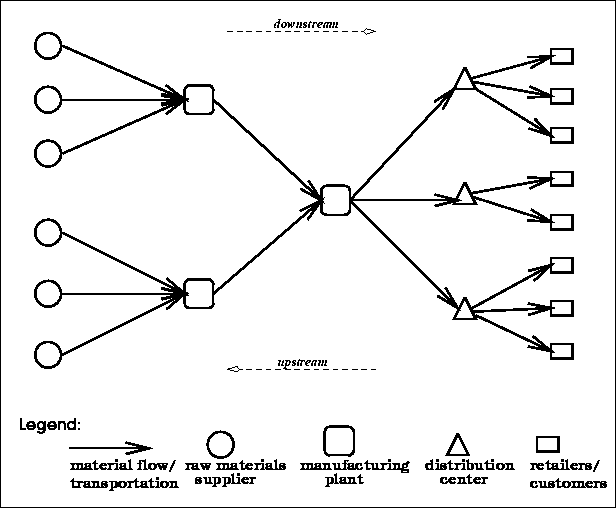 downstream
upstream
Legend:
material flow/
transportation
raw materials
supplier
manufacturing
plant
distribution
center
retailers/
customers